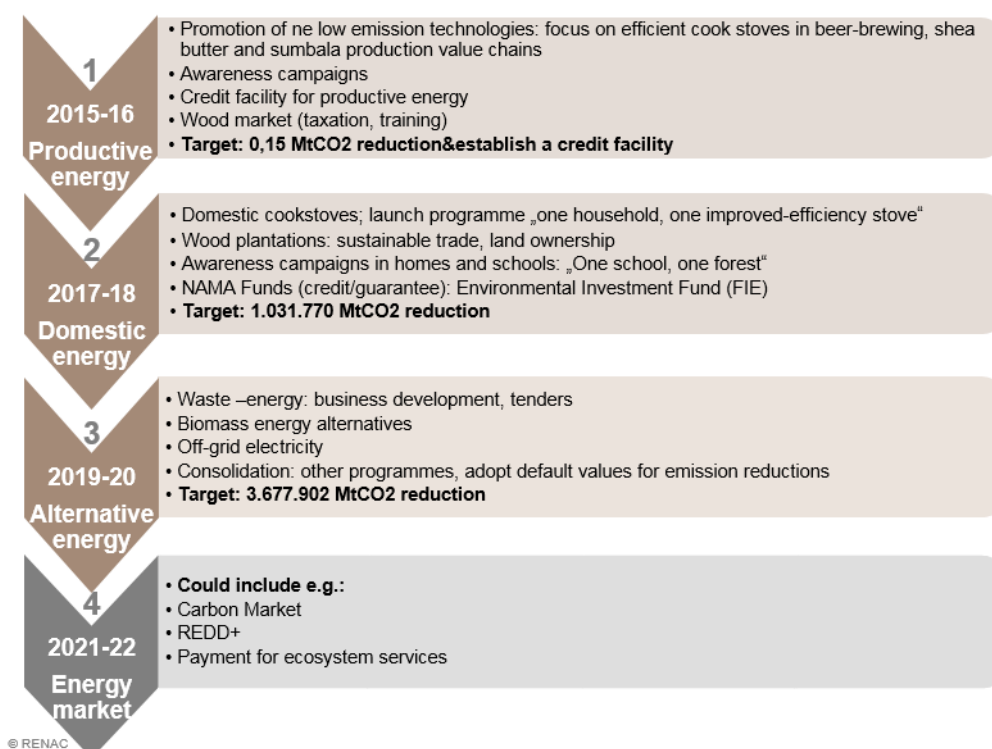 1
2015-16
Productive
energy
• Promotion of ne low emission technologies: focus on efficient cook stoves in beer-brewing, shea
butter and sumbala production value chains
• Awareness campaigns
• Credit facility for productive energy
• Wood market (taxation, training)
• Target: 0,15 MtCO2 reduction&establish a credit facility
2
2017-18
Domestic
energy
• Domestic cookstoves; launch programme „one household, one improved-efficiency stove“
• Wood plantations: sustainable trade, land ownership
• Awareness campaigns in homes and schools: „One school, one forest“
• NAMA Funds (credit/guarantee): Environmental Investment Fund (FIE)
• Target: 1.031.770 MtCO2 reduction
3
2019-20
Alternative
energy
• Waste –energy: business development, tenders
• Biomass energy alternatives
• Off-grid electricity
• Consolidation: other programmes, adopt default values for emission reductions
• Target: 3.677.902 MtCO2 reduction
4
2021-22
Energy
market
• Could include e.g.:
• Carbon Market
• REDD+
• Payment for ecosystem services
© RENAC